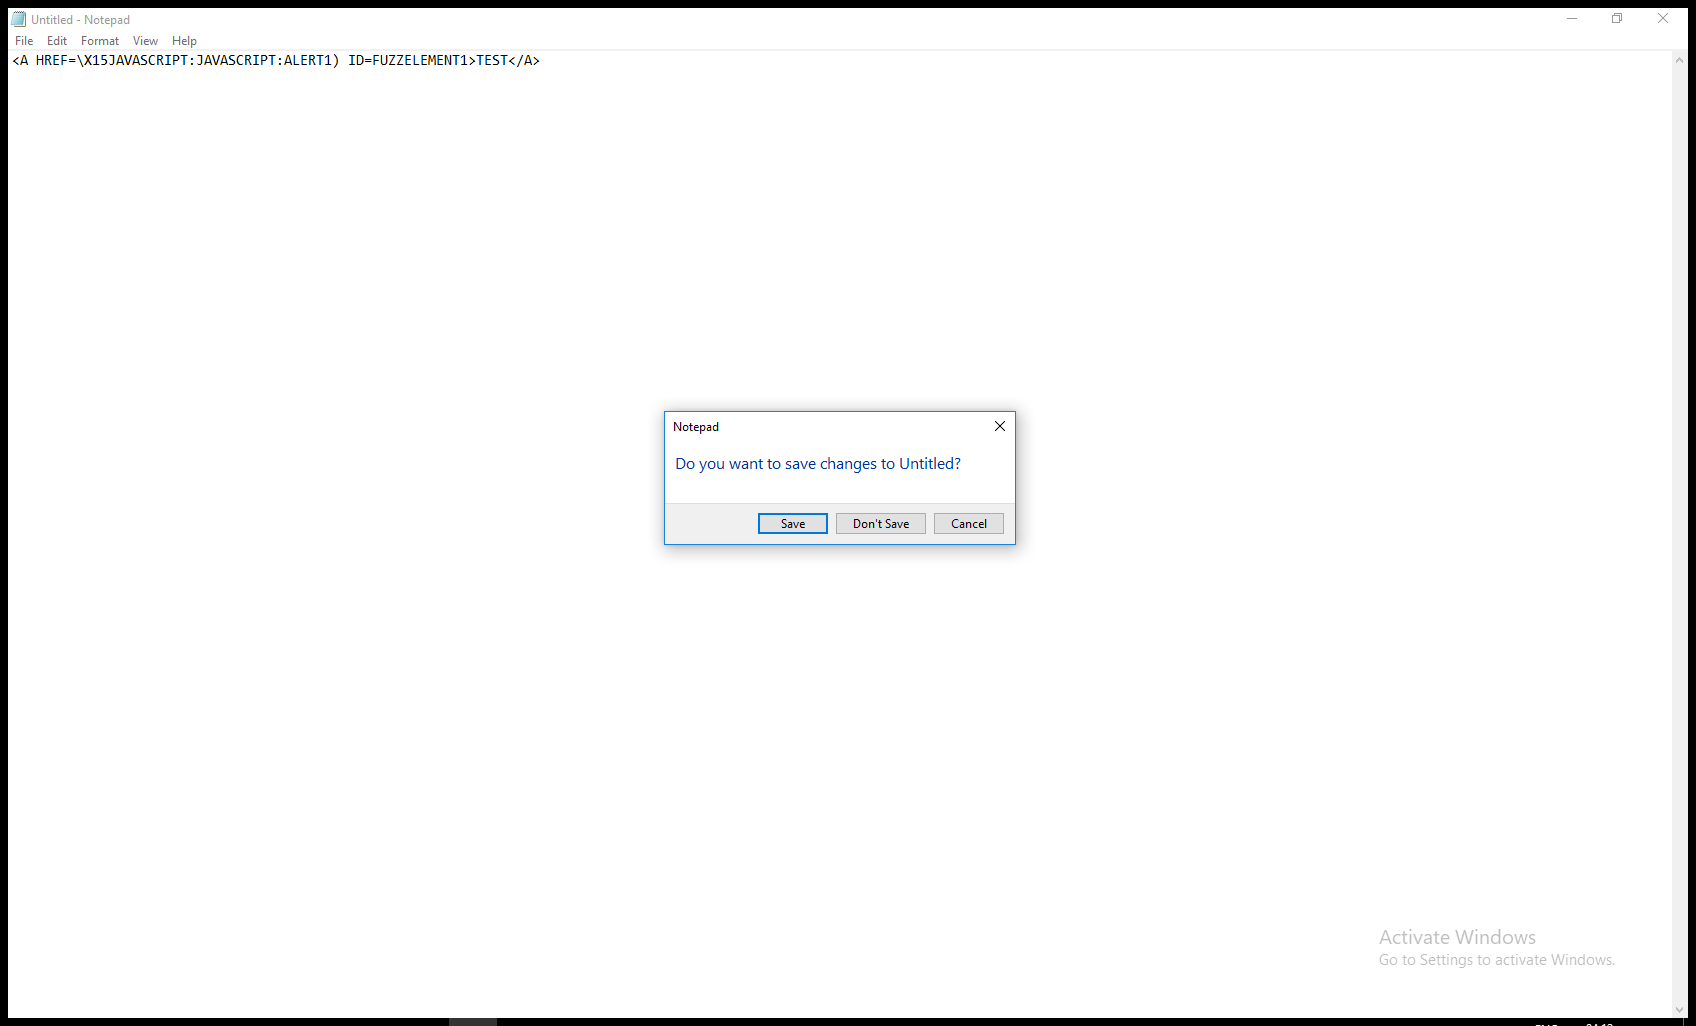 Untitled - Notepad
File Edit Format View Help
<A HREF=\X15JAVASCRIPT:JAVASCRIPT:ALERT1) ID=FUZZELEMENT1>TEST</A>
Notepad
Do you want to save changes to Untitled?
Save Don't Save Cancel
Activate Windows
Go to Settings to activate Windows.